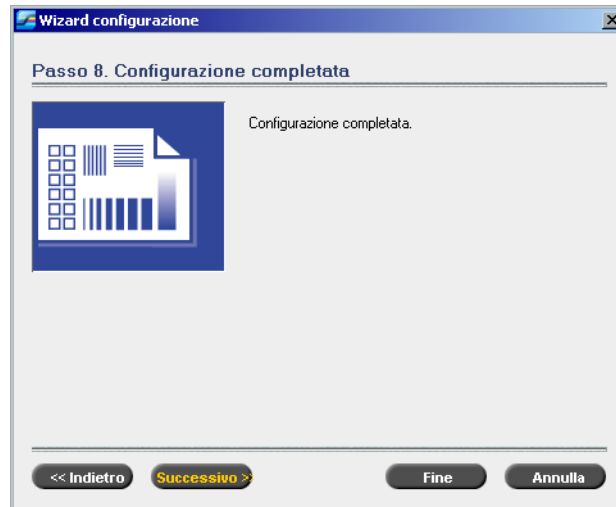 Wizard configurazione
Passo 8. Configurazione completata
Configurazione completata.
<< Indietro
Successivo >>
Fine
Annulla